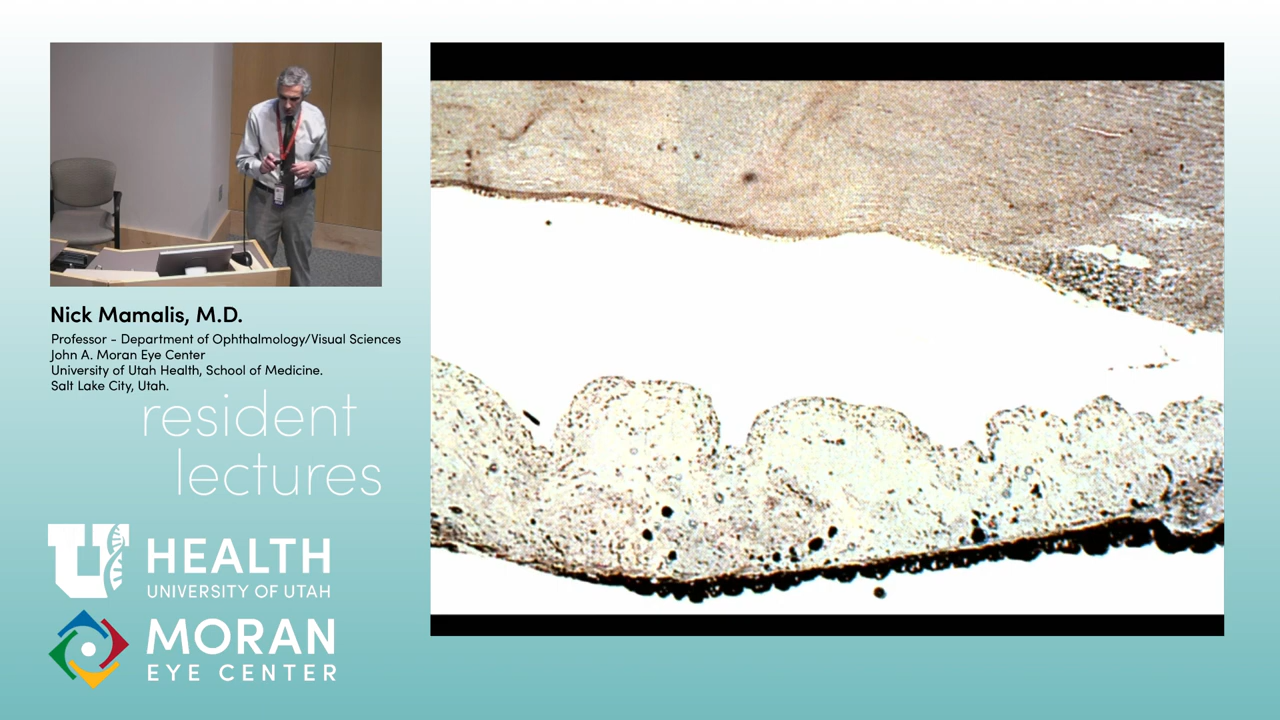 Nick Mamalis, M.D.
Professor - Department of Ophthalmology/Visual Sciences
John A. Moran Eye Center
University of Utah Health, School of Medicine.
Salt Lake City, Utah.
resident
lectures
U HEALTH
UNIVERSITY OF UTAH
MORAN
EYE CENTER